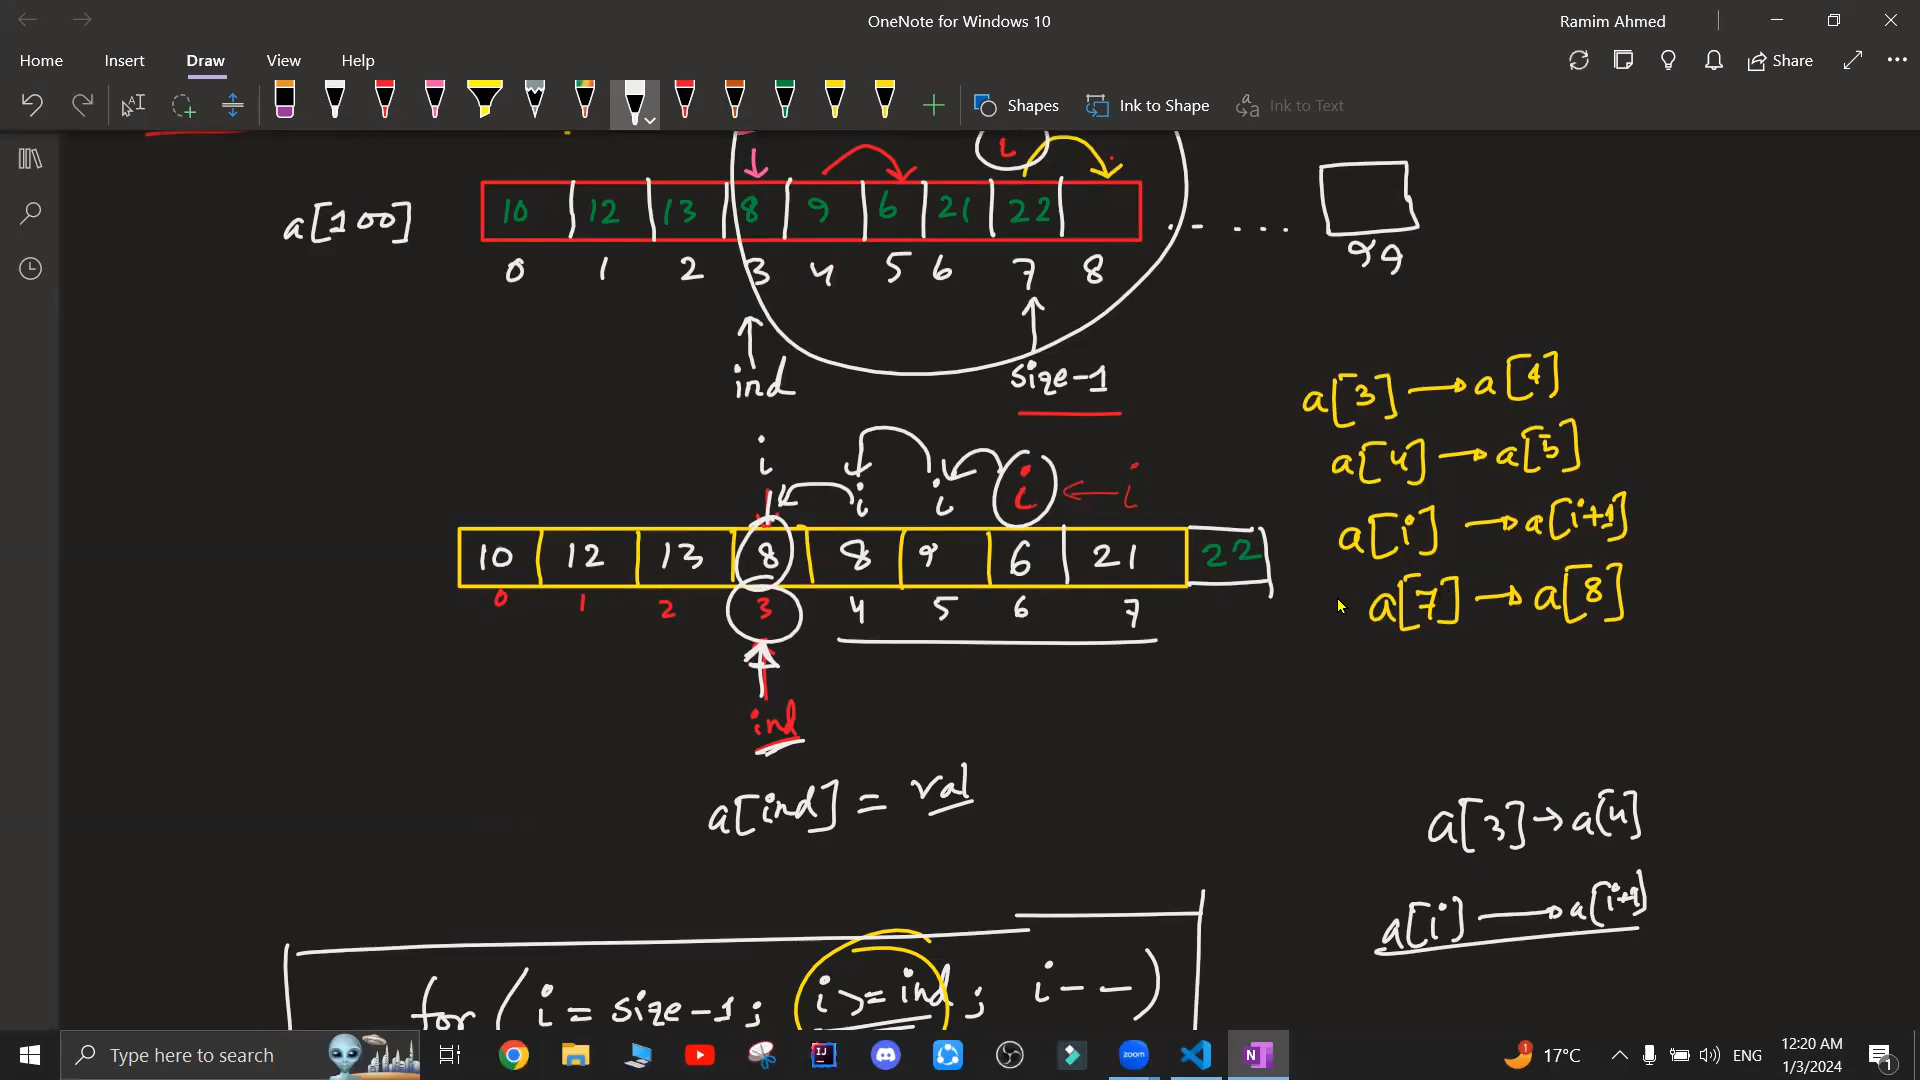 OneNote for Windows 10
Ramim Ahmed
Home Insert Draw View Help
Share
Shapes Ink to Shape Ink to Text
i
a[100] 10 12 13 8 9 6 21 22 . . . . . .
0 1 2 3 4 5 6 7 8 99
ind size-1
a[3] → a[4]
a[4] → a[5]
a[i] → a[i+1]
a[7] → a[8]
i i i i ← i
10 12 13 8 8 9 6 21 22
0 1 2 3 4 5 6 7
ind
a[ind] = val
a[3] → a[4]
a[i] → a[i+1]
for ( i = size-1; i>=ind; i--)
Type here to search
zoom
17°C
ENG
12:20 AM
1/3/2024